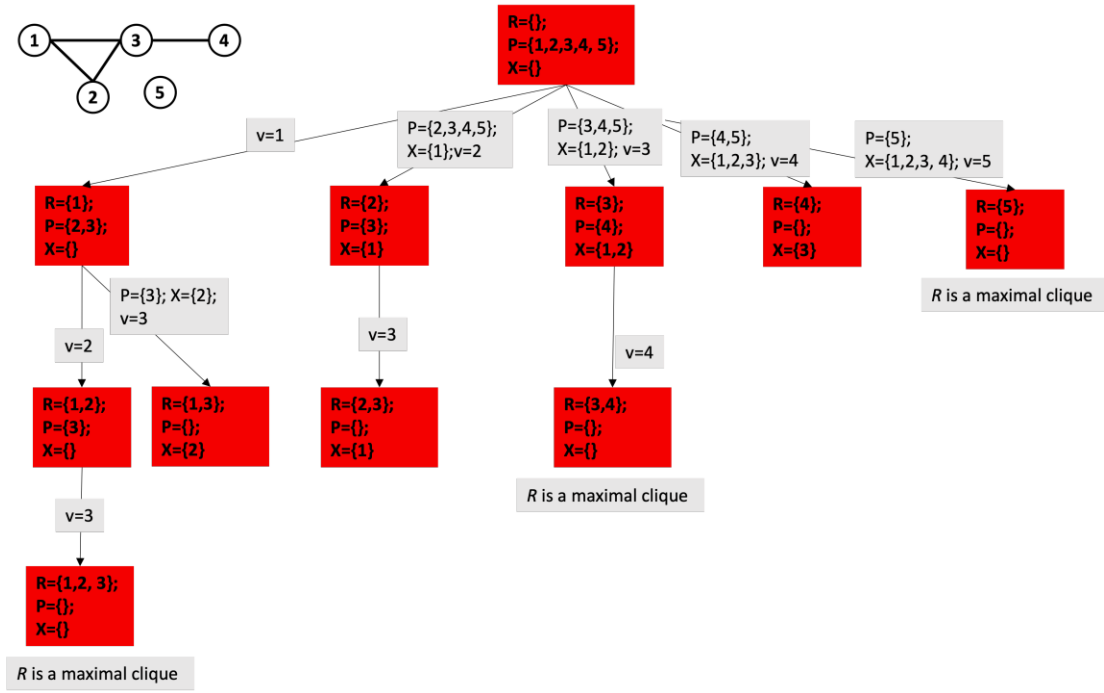 1
3
4
2
5
R={};
P={1,2,3,4, 5};
X={}
v=1
P={2,3,4,5};
X={1};v=2
P={3,4,5};
X={1,2}; v=3
P={4,5};
X={1,2,3}; v=4
P={5};
X={1,2,3, 4}; v=5
R={1};
P={2,3};
X={}
R={2};
P={3};
X={1}
R={3};
P={4};
X={1,2}
R={4};
P={};
X={3}
R={5};
P={};
X={}
R is a maximal clique
P={3}; X={2};
v=3
v=2
v=3
v=4
R={1,2};
P={3};
X={}
R={1,3};
P={};
X={2}
R={2,3};
P={};
X={1}
R={3,4};
P={};
X={}
R is a maximal clique
v=3
R={1,2, 3};
P={};
X={}
R is a maximal clique